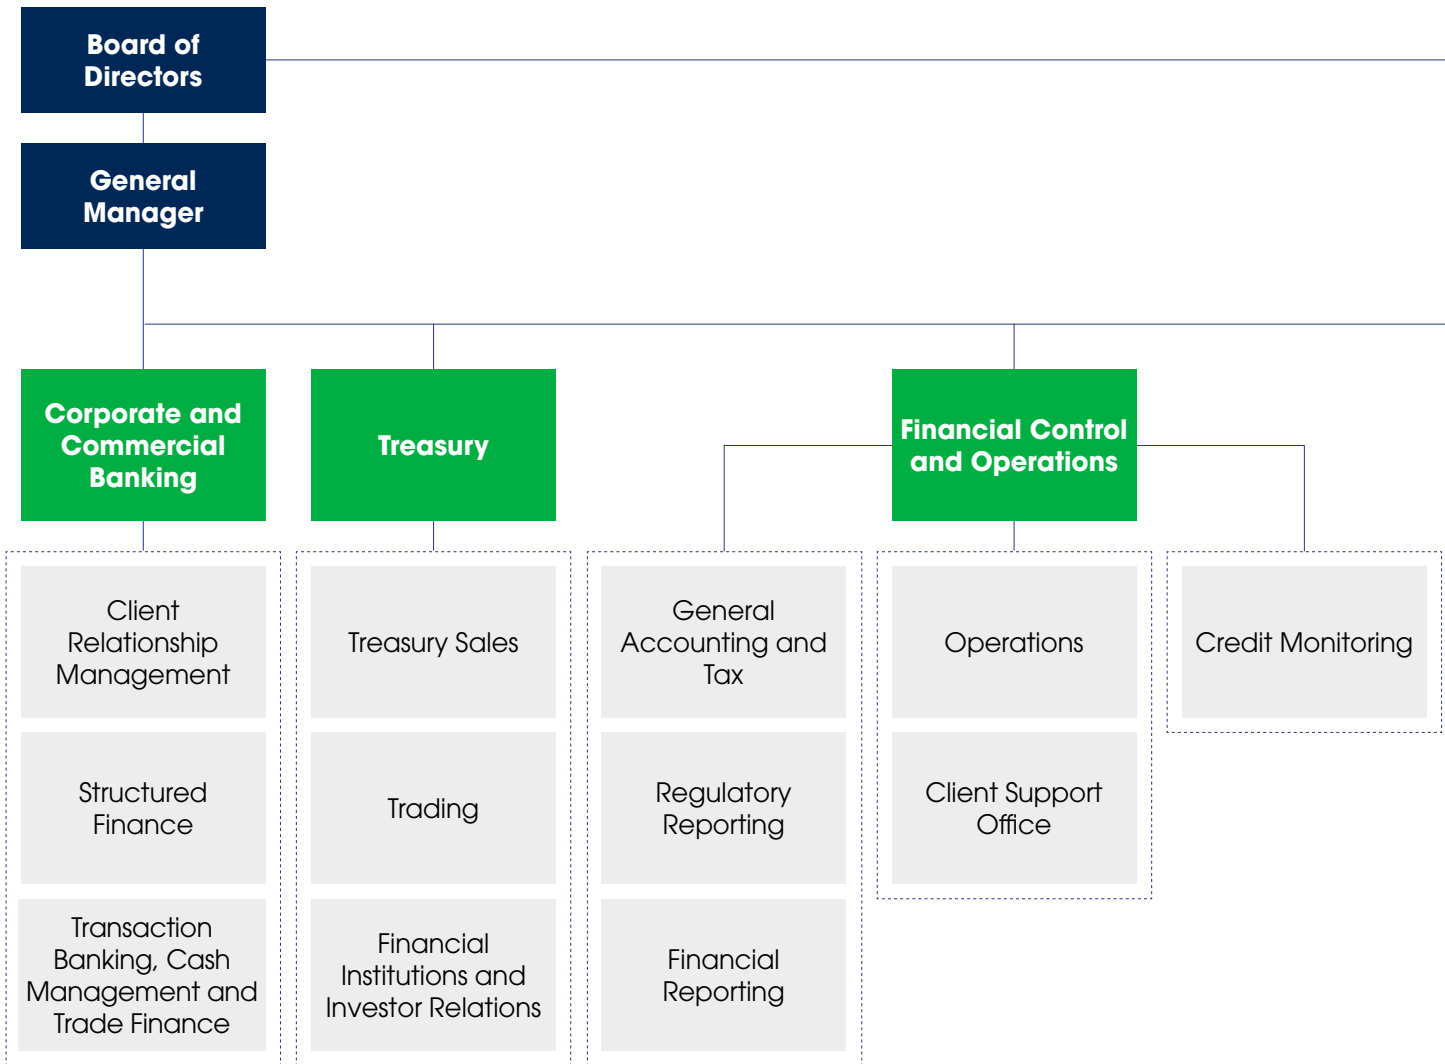 Board of
Directors
General
Manager
Corporate and
Commercial
Banking
Treasury
Financial Control
and Operations
Client
Relationship
Management
Treasury Sales
General
Accounting and
Tax
Operations
Credit Monitoring
Structured
Finance
Trading
Regulatory
Reporting
Client Support
Office
Transaction
Banking, Cash
Management and
Trade Finance
Financial
Institutions and
Investor Relations
Financial
Reporting